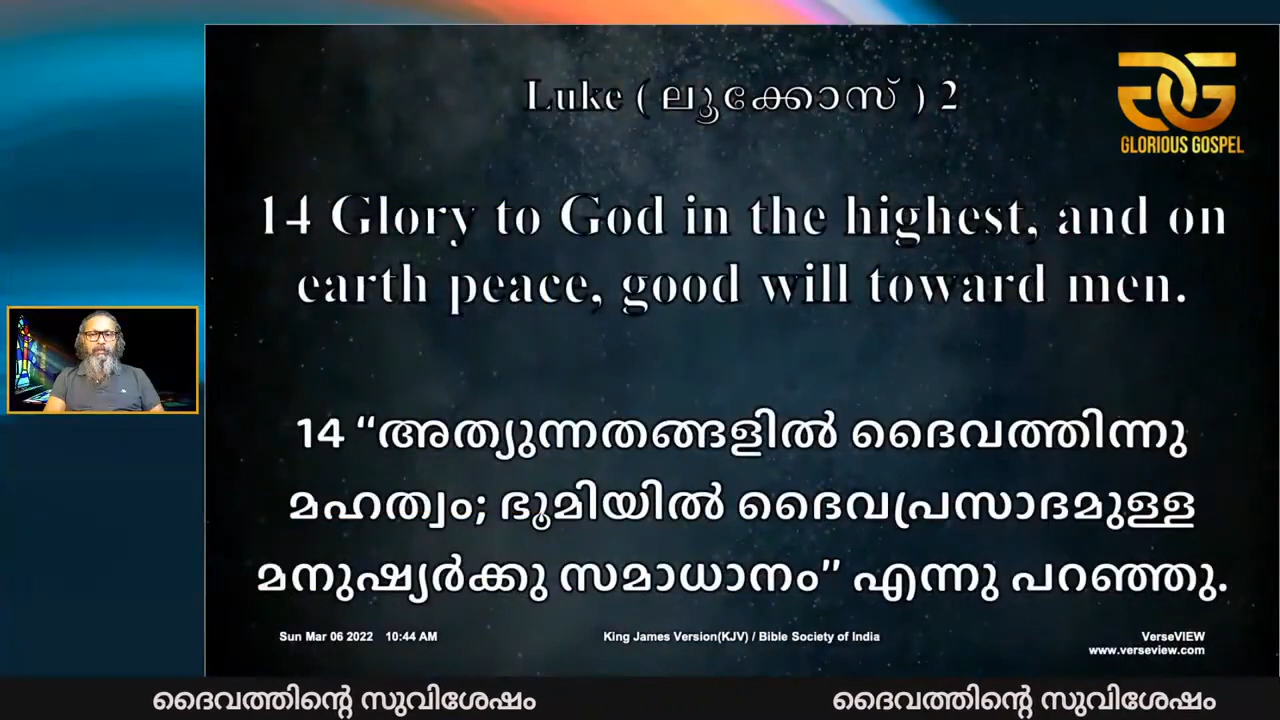 Luke ( ലൂക്കോസ് ) 2
GLORIOUS GOSPEL
14 Glory to God in the highest, and on
earth peace, good will toward men.
14 “അത്യുന്നതങ്ങളിൽ ദൈവത്തിന്നു
മഹത്വം; ഭൂമിയിൽ ദൈവപ്രസാദമുള്ള
മനുഷ്യർക്കു സമാധാനം” എന്നു പറഞ്ഞു.
Sun Mar 06 2022 10:44 AM
King James Version(KJV) / Bible Society of India
VerseVIEW
www.verseview.com
ദൈവത്തിന്റെ സുവിശേഷം
ദൈവത്തിന്റെ സുവിശേഷം